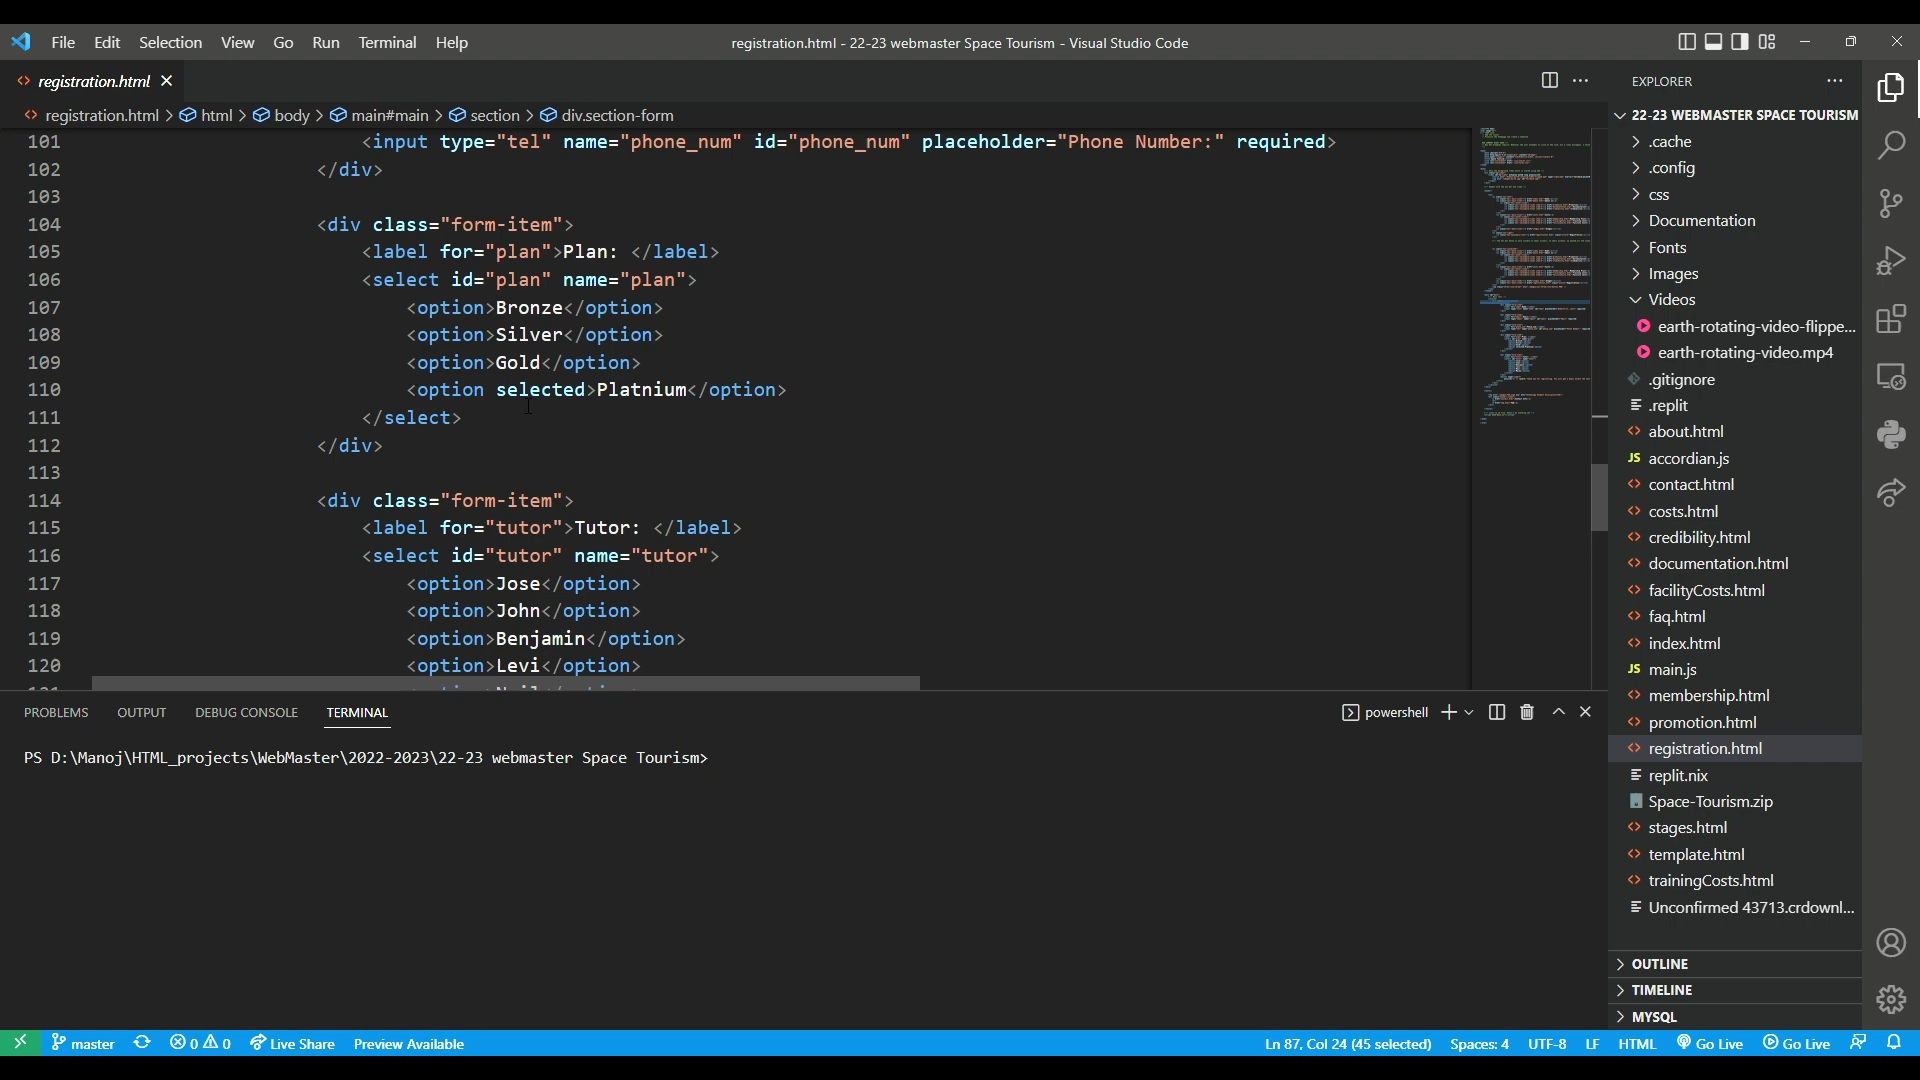 File Edit Selection View Go Run Terminal Help
registration.html - 22-23 webmaster Space Tourism - Visual Studio Code
registration.html
registration.html > html > body > main#main > section > div.section-form
101 <input type="tel" name="phone_num" id="phone_num" placeholder="Phone Number:" required>
102 </div>
103
104 <div class="form-item">
105 <label for="plan">Plan: </label>
106 <select id="plan" name="plan">
107 <option>Bronze</option>
108 <option>Silver</option>
109 <option>Gold</option>
110 <option selected>Platnium</option>
111 </select>
112 </div>
113
114 <div class="form-item">
115 <label for="tutor">Tutor: </label>
116 <select id="tutor" name="tutor">
117 <option>Jose</option>
118 <option>John</option>
119 <option>Benjamin</option>
120 <option>Levi</option>
PROBLEMS OUTPUT DEBUG CONSOLE TERMINAL
powershell
PS D:\Manoj\HTML_projects\WebMaster\2022-2023\22-23 webmaster Space Tourism>
EXPLORER
22-23 WEBMASTER SPACE TOURISM
.cache
.config
css
Documentation
Fonts
Images
Videos
earth-rotating-video-flippe...
earth-rotating-video.mp4
.gitignore
.replit
about.html
JS accordian.js
contact.html
costs.html
credibility.html
documentation.html
facilityCosts.html
faq.html
index.html
JS main.js
membership.html
promotion.html
registration.html
replit.nix
Space-Tourism.zip
stages.html
template.html
trainingCosts.html
Unconfirmed 43713.crdownl...
OUTLINE
TIMELINE
MYSQL
master 0 0 Live Share Preview Available
Ln 87, Col 24 (45 selected) Spaces: 4 UTF-8 LF HTML Go Live Go Live